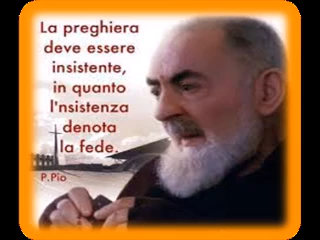 La preghiera
deve essere
insistente,
in quanto
l'nsistenza
denota
la fede.
P.Pio